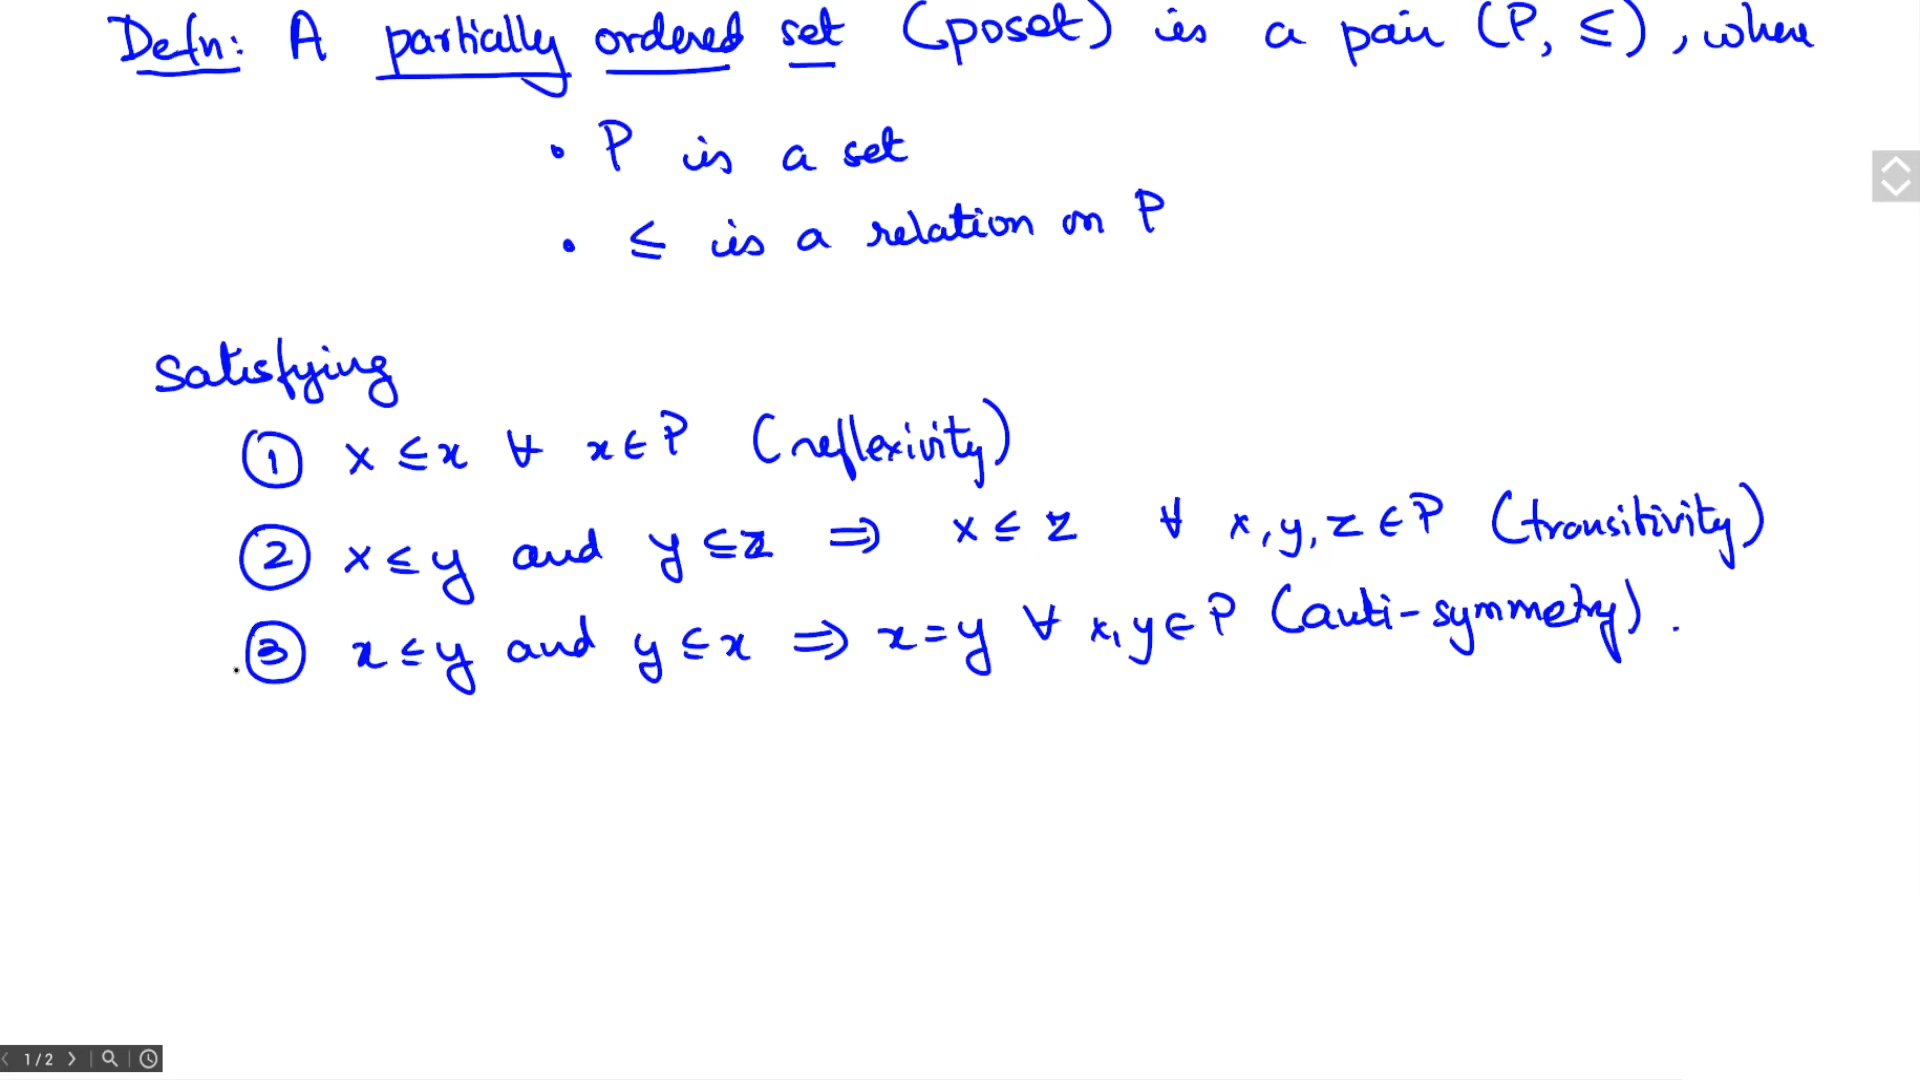 Defn: A partially ordered set (poset) is a pair (P, ≤), where
• P is a set
• ≤ is a relation on P
Satisfying
① x ≤ x ∀ x ∈ P (reflexivity)
② x ≤ y and y ≤ z ⇒ x ≤ z ∀ x, y, z ∈ P (transitivity)
③ x ≤ y and y ≤ x ⇒ x = y ∀ x, y ∈ P (anti-symmetry).
1/2